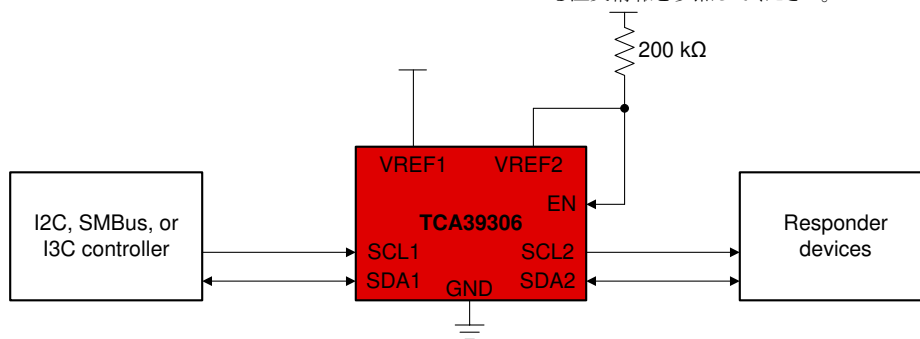 200 kΩ
VREF1
VREF2
EN
I2C, SMBus, or
I3C controller
TCA39306
Responder
devices
SCL1
SCL2
SDA1
SDA2
GND